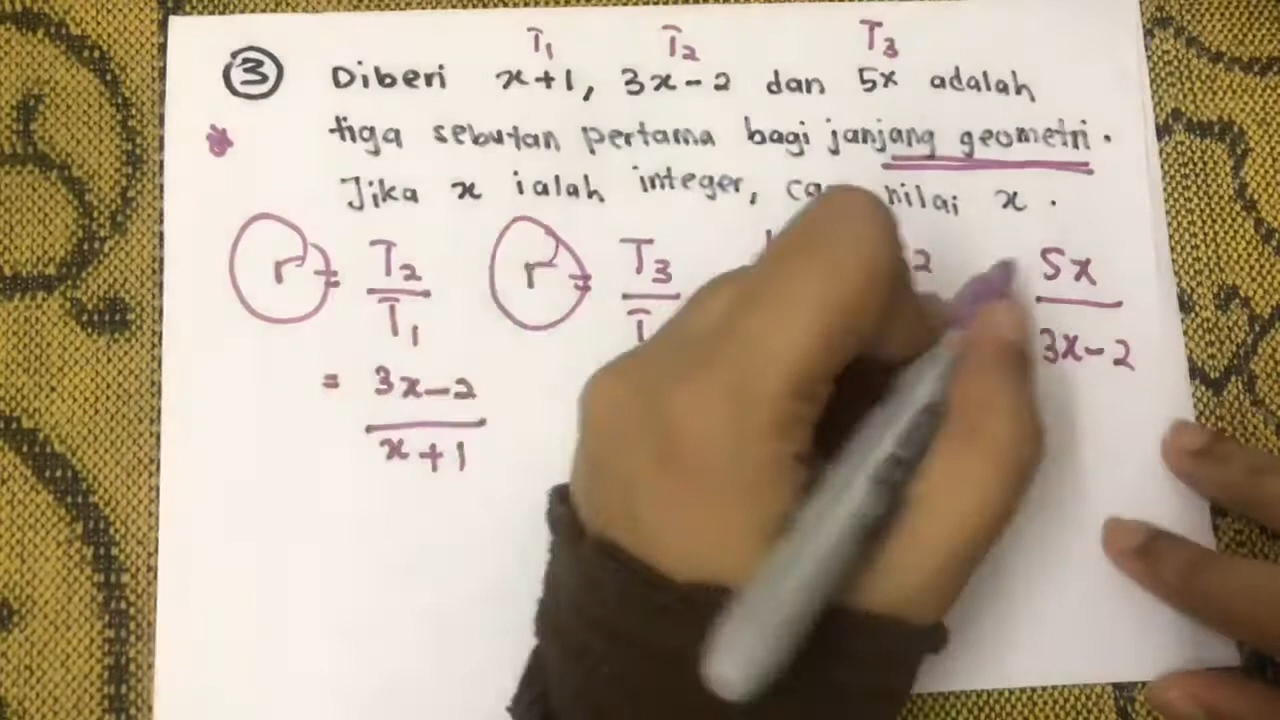 T1 T2 T3
③ Diberi x+1, 3x-2 dan 5x adalah
tiga sebutan pertama bagi janjang geometri.
Jika x ialah integer, nilai x.
r = T2/T1 r = T3/ 5x/3x-2
= 3x-2/x+1